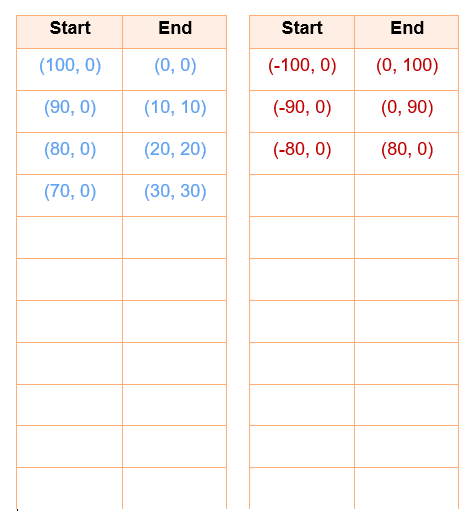 Start End Start End
(100, 0) (0, 0) (-100, 0) (0, 100)
(90, 0) (10, 10) (-90, 0) (0, 90)
(80, 0) (20, 20) (-80, 0) (80, 0)
(70, 0) (30, 30)